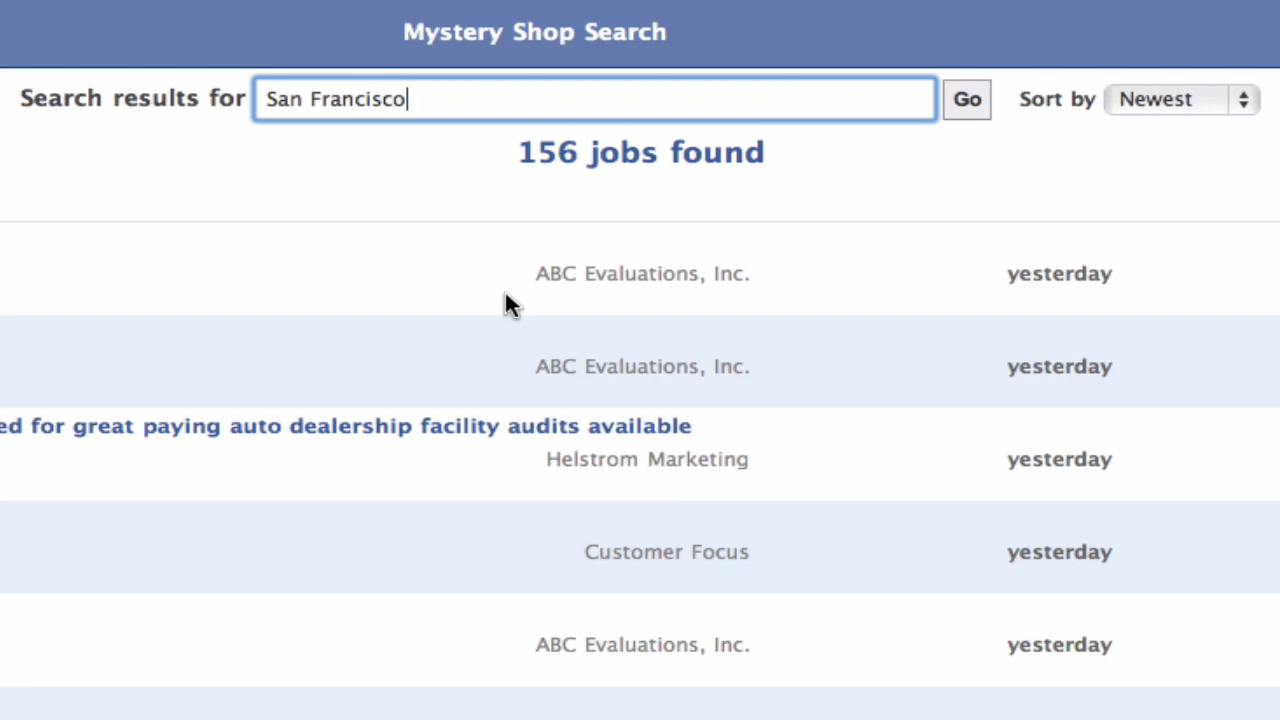 Mystery Shop Search
Search results for San Francisco Go Sort by Newest
156 jobs found
ABC Evaluations, Inc. yesterday
ABC Evaluations, Inc. yesterday
ed for great paying auto dealership facility audits available
Helstrom Marketing yesterday
Customer Focus yesterday
ABC Evaluations, Inc. yesterday